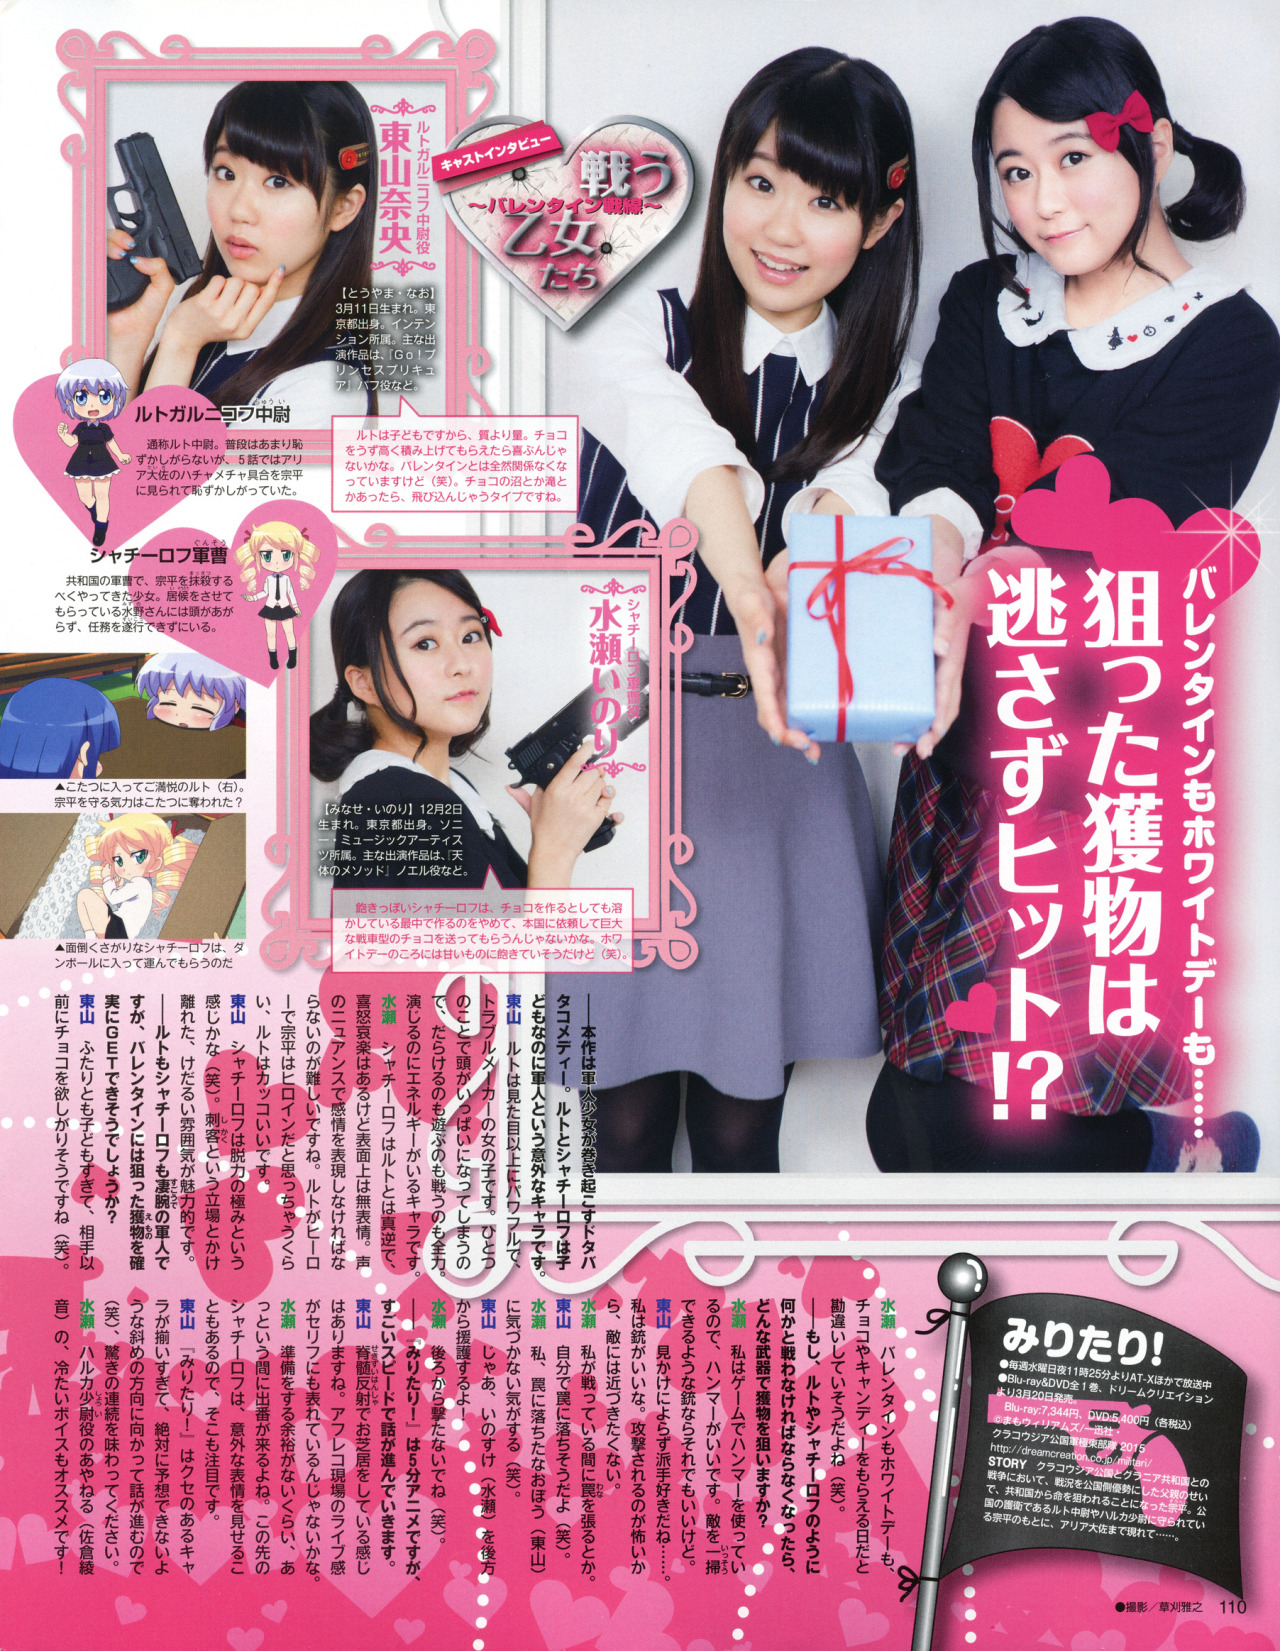 キャストインタビュー
戦う
～バレンタイン戦線～
乙女
たち
ルトガルニコフ中尉役
東山奈央
【とうやま・なお】
3月11日生まれ。東
京都出身。インテン
ション所属。主な出
演作品は、『Go！プ
リンセスプリキュ
ア』パフ役など。
ルトは子どもですから、質より量。チョコ
をうず高く積み上げてもらえたら喜ぶんじゃ
ないかな。バレンタインとは全然関係なくな
っていますけど（笑）。チョコの沼とか滝と
かあったら、飛び込んじゃうタイプですね。
ルトガルニコフ中尉
通称ルト中尉。普段はあまり恥
ずかしがらないが、5話ではアリ
ア大佐のハチャメチャ具合を宗平
に見られて恥ずかしがっていた。
シャチーロフ軍曹
共和国の軍曹で、宗平を抹殺する
べくやってきた少女。居候をさせて
もらっている水野さんには頭があが
らず、任務を遂行できずにいる。
▲こたつに入ってご満悦のルト（右）。
宗平を守る気力はこたつに奪われた？
▲面倒くさがりなシャチーロフは、ダ
ンボールに入って運んでもらうのだ
シャチーロフ軍曹役
水瀬いのり
【みなせ・いのり】12月2日
生まれ。東京都出身。ソニ
ー・ミュージックアーティス
ツ所属。主な出演作品は、『天
体のメソッド』ノエル役など。
飽きっぽいシャチーロフは、チョコを作るとしても溶
かしている最中で作るのをやめて、本国に依頼して巨大
な戦車型のチョコを送ってもらうんじゃないかな。ホワ
イトデーのころには甘いものに飽きていそうだけど（笑）。
バレンタインもホワイトデーも……
狙った獲物は
逃さずヒット!?
――本作は軍人少女が巻き起こすドタバ
タコメディー。ルトとシャチーロフは子
どもなのに軍人という意外なキャラです。
東山　ルトは見た目以上にパワフルで、
トラブルメーカーの女の子です。ひとつ
のことで頭がいっぱいになってしまうの
で、だらけるのも遊ぶのも戦うのも全力。
演じるのにエネルギーがいるキャラです。
水瀬　シャチーロフはルトとは真逆で、
喜怒哀楽はあるけど表面上は無表情。声
のニュアンスで感情を表現しなければな
らないのが難しいですね。ルトがヒーロ
ーで宗平はヒロインだと思っちゃうくら
い、ルトはカッコいいです。
東山　シャチーロフは脱力の極みという
感じかな（笑）。刺客という立場とかけ
離れた、けだるい雰囲気が魅力的です。
――ルトもシャチーロフも凄腕の軍人で
すが、バレンタインには狙った獲物を確
実にGETできそうでしょうか？
東山　ふたりとも子どもすぎて、相手以
前にチョコを欲しがりそうですね（笑）。
水瀬　バレンタインもホワイトデーも、
チョコやキャンディーをもらえる日だと
勘違いしていそうだよね（笑）。
――もし、ルトやシャチーロフのように
何かと戦わなければならなくなったら、
どんな武器で獲物を狙いますか？
水瀬　私はゲームでハンマーを使ってい
るので、ハンマーがいいです。敵を一掃
できるような銃ならそれでもいいけど。
東山　見かけによらず派手好きだね……。
私は銃がいいな。攻撃されるのが怖いか
ら、敵には近づきたくない。
水瀬　私が戦っている間に罠を張るとか。
東山　自分で罠に落ちそうだよ（笑）。
水瀬　私、罠に落ちたなおぼう（東山）
に気づかない気がする（笑）。
東山　じゃあ、いのすけ（水瀬）を後方
から援護するよ！
水瀬　後ろから撃たないでね（笑）。
――『みりたり！』は5分アニメですが、
すごいスピードで話が進んでいきます。
東山　脊髄反射でお芝居をしている感じ
はありますね。アフレコ現場のライブ感
がセリフにも表れているんじゃないかな。
水瀬　準備をする余裕がないくらい、あ
っという間に出番が来るよね。この先の
シャチーロフは、意外な表情を見せるこ
ともあるので、そこも注目です。
東山　『みりたり！』はクセのあるキャ
ラが揃いすぎて、絶対に予想できないよ
うな斜めの方向に向かって話が進むので
（笑）、驚きの連続を味わってください。
水瀬　ハルカ少尉役のあやねる（佐倉綾
音）の、冷たいボイスもオススメです！
みりたり！
●毎週水曜日夜11時25分よりAT-Xほかで放送中
●Blu-ray&DVD全1巻、ドリームクリエイション
より3月20日発売。
Blu-ray:7,344円、DVD:5,400円（各税込）
©まもウィリアムズ/一迅社・
クラコウジア公国軍極東部隊 2015
http://dreamcreation.co.jp/militari/
STORY　クラコウジア公国とグラニア共和国との
戦争において、戦況を公国側優勢にした父親のせい
で、共和国から命を狙われることになった宗平。公
国の護衛であるルト中尉やハルカ少尉に守られてい
る宗平のもとに、アリア大佐まで現れて……。
●撮影／草刈雅之
110